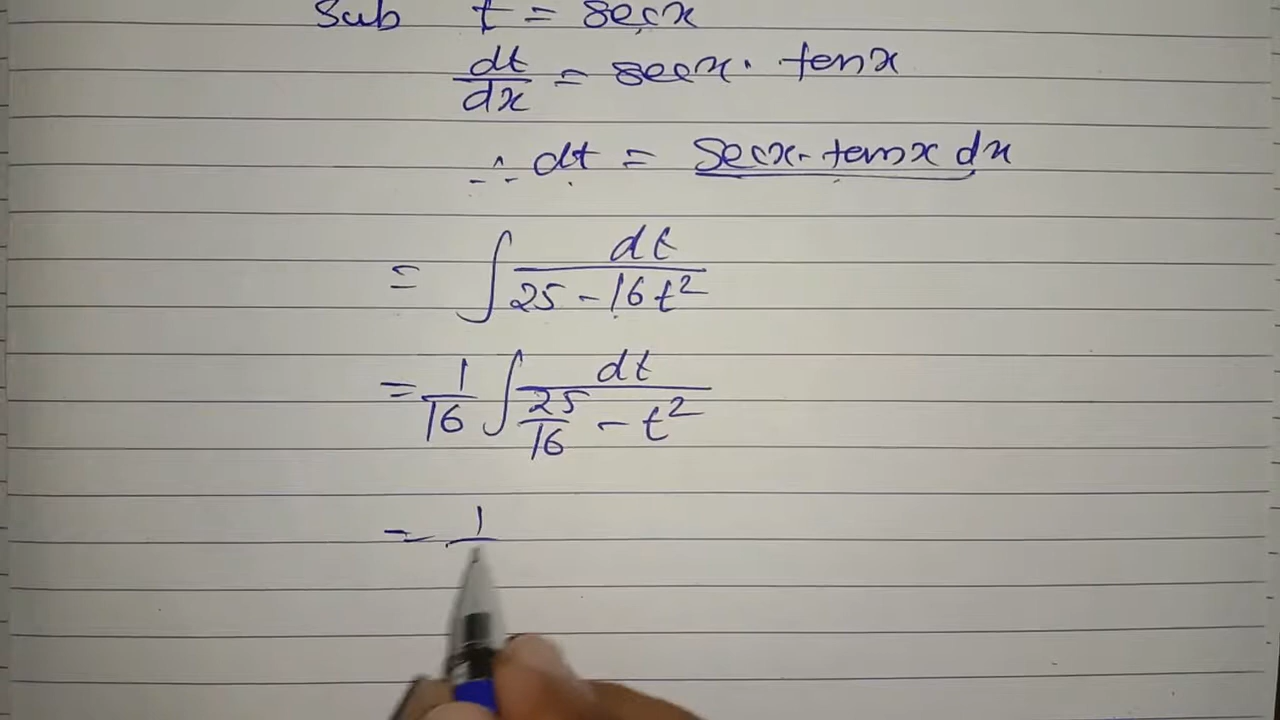 Sub t = secx
dt/dx = secx. tanx
∴ dt = secx. tanx dx
= ∫ dt/(25 - 16t²)
= 1/16 ∫ dt/(25/16 - t²)
= 1